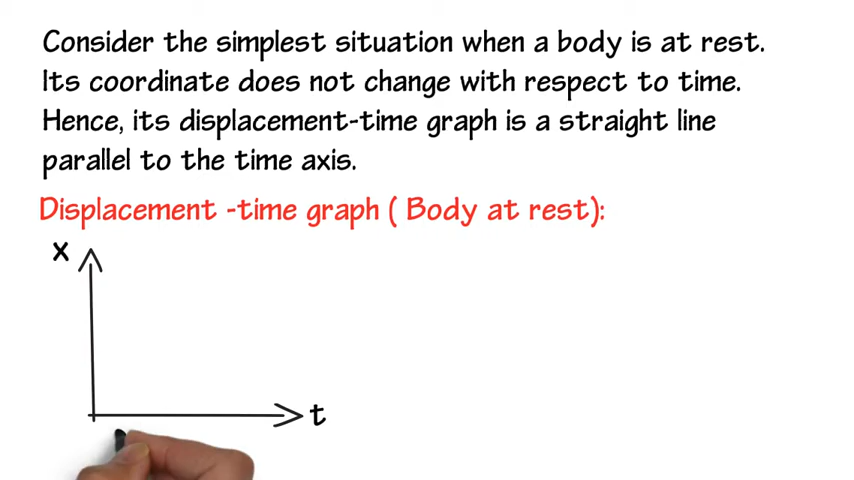 Consider the simplest situation when a body is at rest.
Its coordinate does not change with respect to time.
Hence, its displacement-time graph is a straight line
parallel to the time axis.
Displacement -time graph ( Body at rest):
x
t